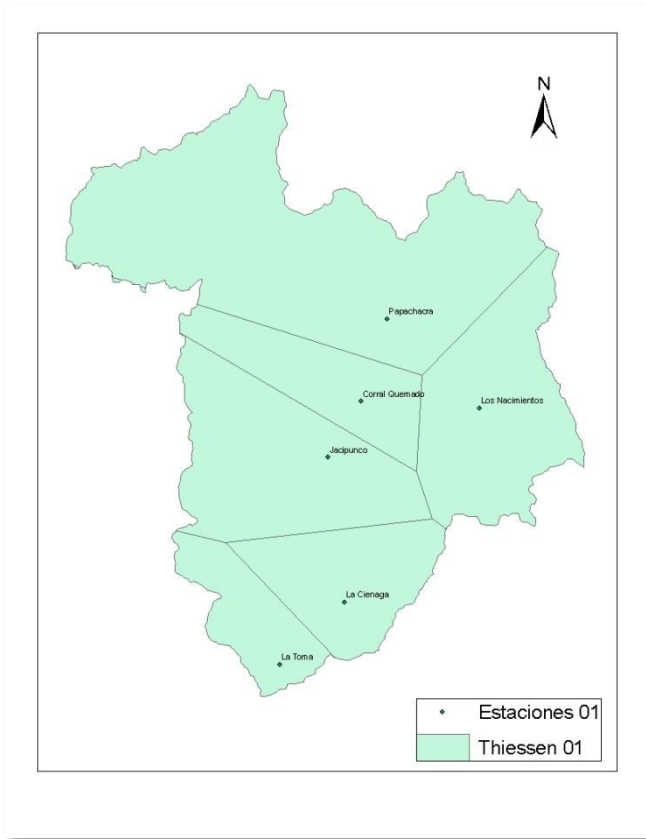 N
Papachacra
Corral Quemado
Los Nacimientos
Jacipunco
La Cienaga
La Toma
Estaciones 01
Thiessen 01